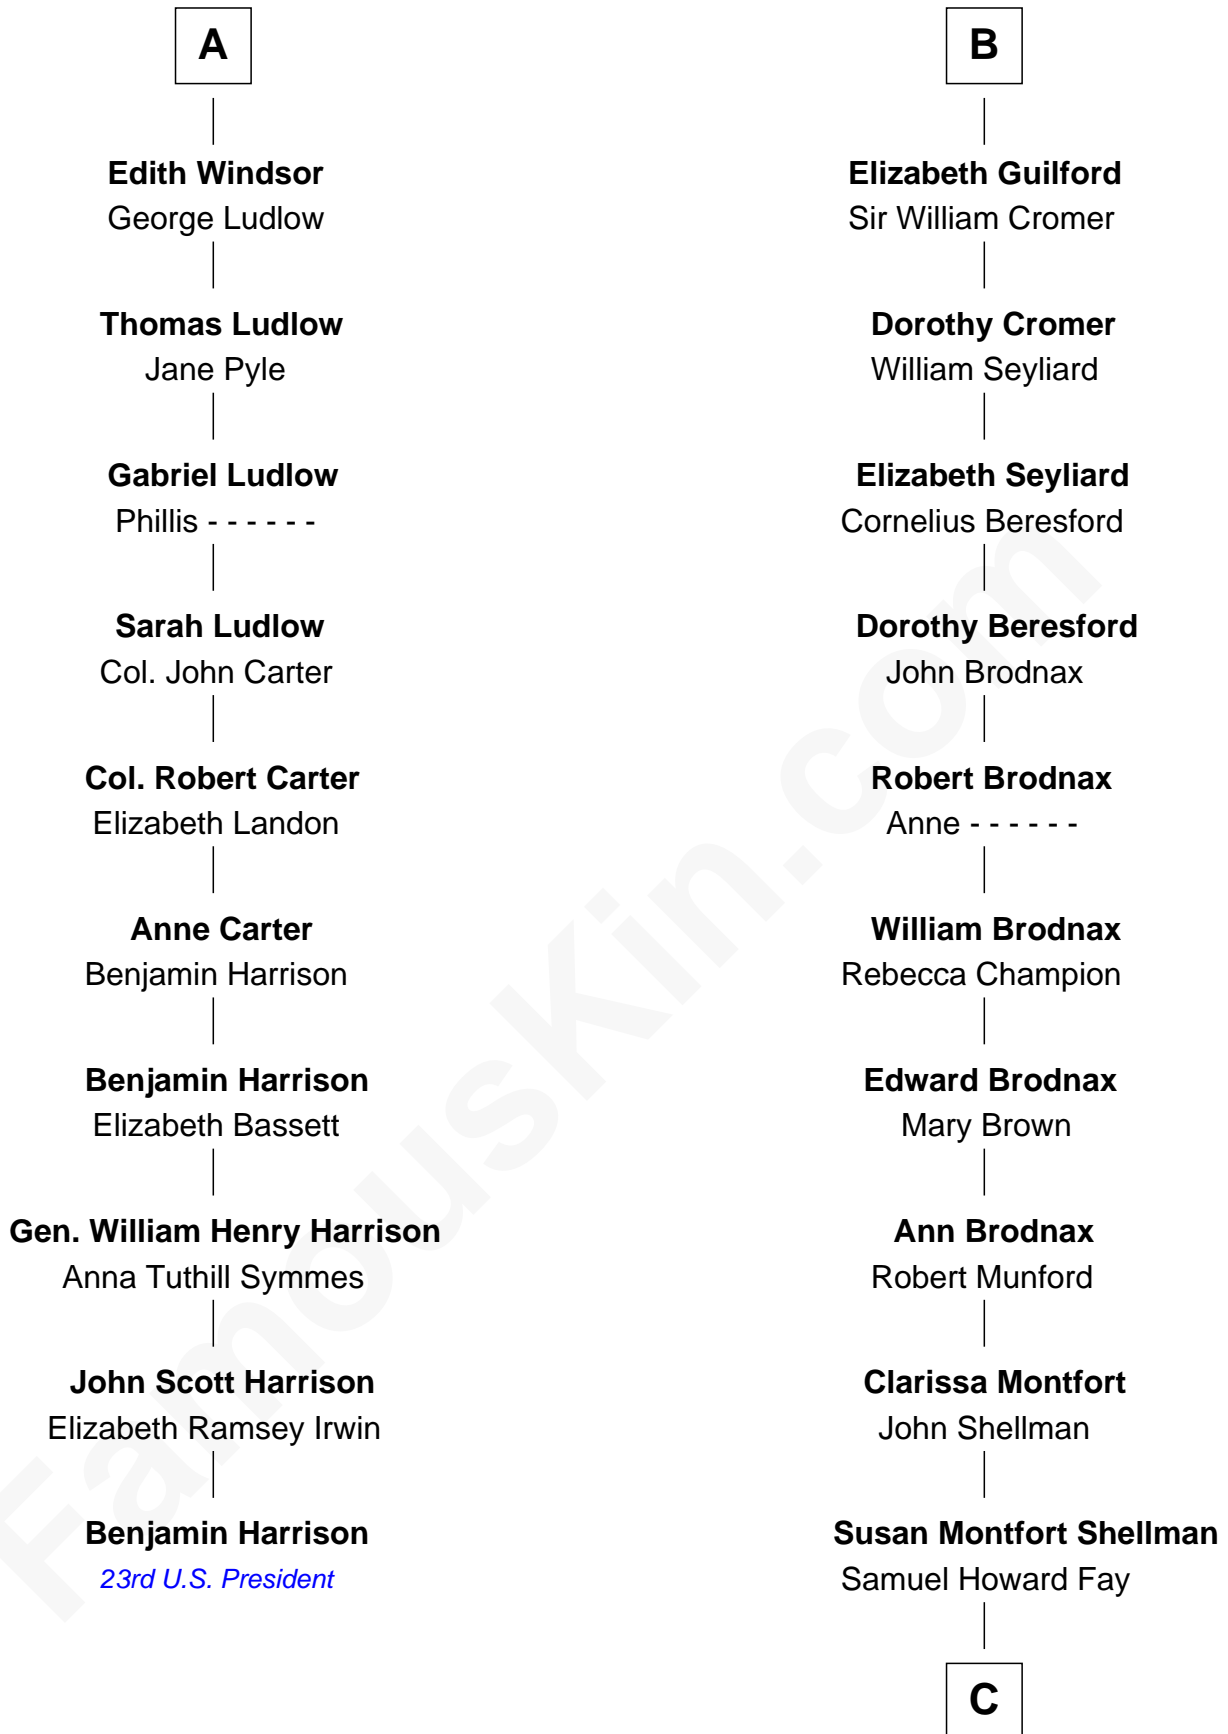 A
Edith Windsor
George Ludlow
Thomas Ludlow
Jane Pyle
Gabriel Ludlow
Phillis - - - - - -
Sarah Ludlow
Col. John Carter
Col. Robert Carter
Elizabeth Landon
Anne Carter
Benjamin Harrison
Benjamin Harrison
Elizabeth Bassett
Gen. William Henry Harrison
Anna Tuthill Symmes
John Scott Harrison
Elizabeth Ramsey Irwin
Benjamin Harrison
23rd U.S. President
B
Elizabeth Guilford
Sir William Cromer
Dorothy Cromer
William Seyliard
Elizabeth Seyliard
Cornelius Beresford
Dorothy Beresford
John Brodnax
Robert Brodnax
Anne - - - - - -
William Brodnax
Rebecca Champion
Edward Brodnax
Mary Brown
Ann Brodnax
Robert Munford
Clarissa Montfort
John Shellman
Susan Montfort Shellman
Samuel Howard Fay
C
FamousKin.com